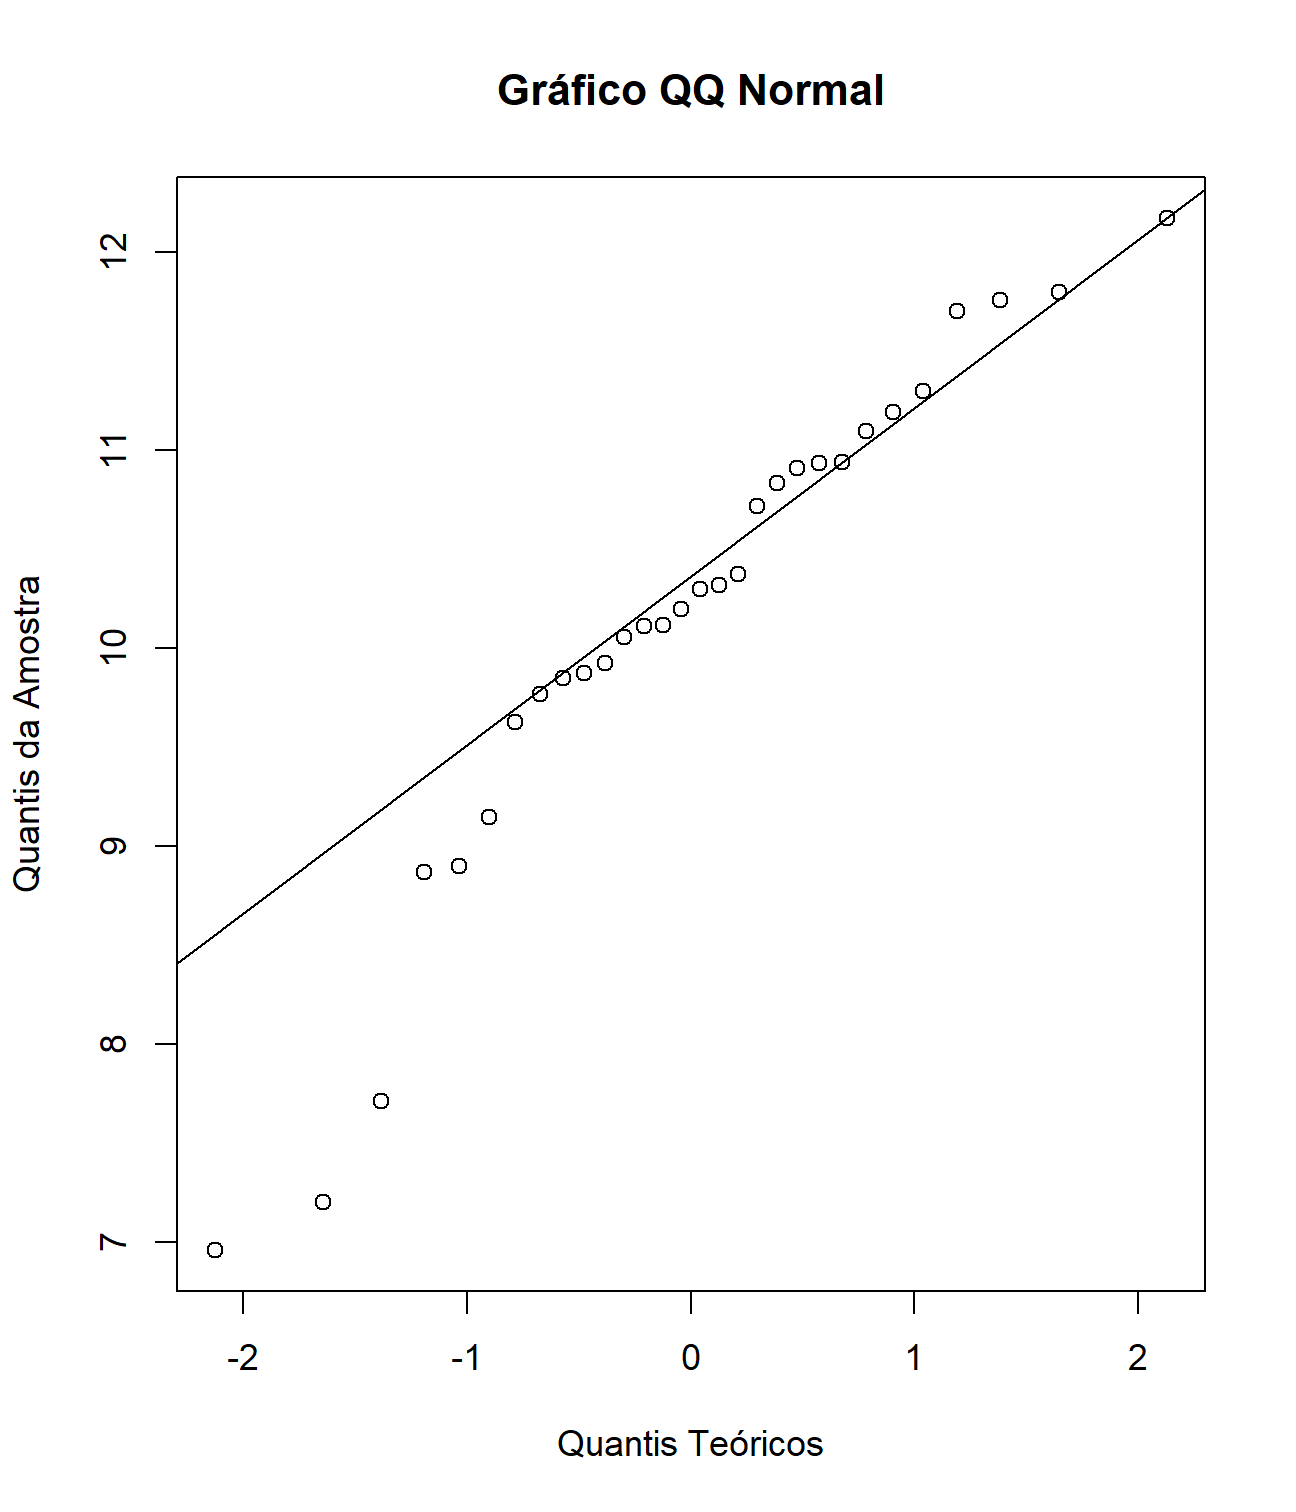 Gráfico QQ Normal
Quantis da Amostra
12
11
10
9
8
7
-2 -1 0 1 2
Quantis Teóricos